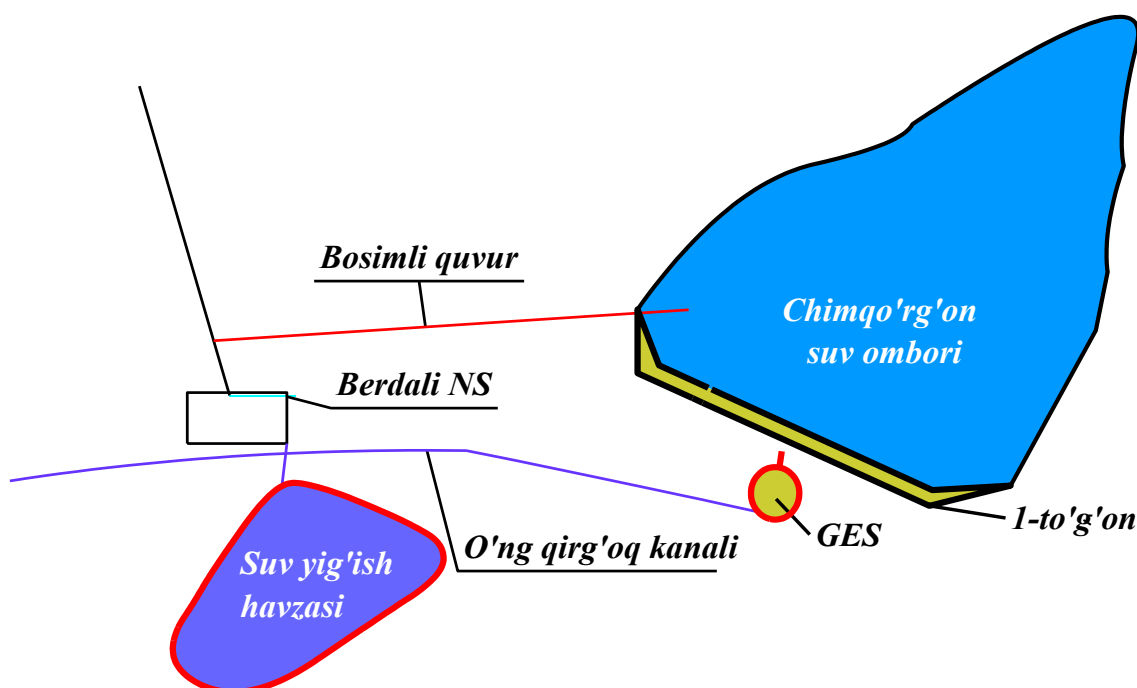 Bosimli quvur
Chimqo'rg'on
suv ombori
Berdali NS
1-to'g'on
GES
O'ng qirg'oq kanali
Suv yig'ish
havzasi